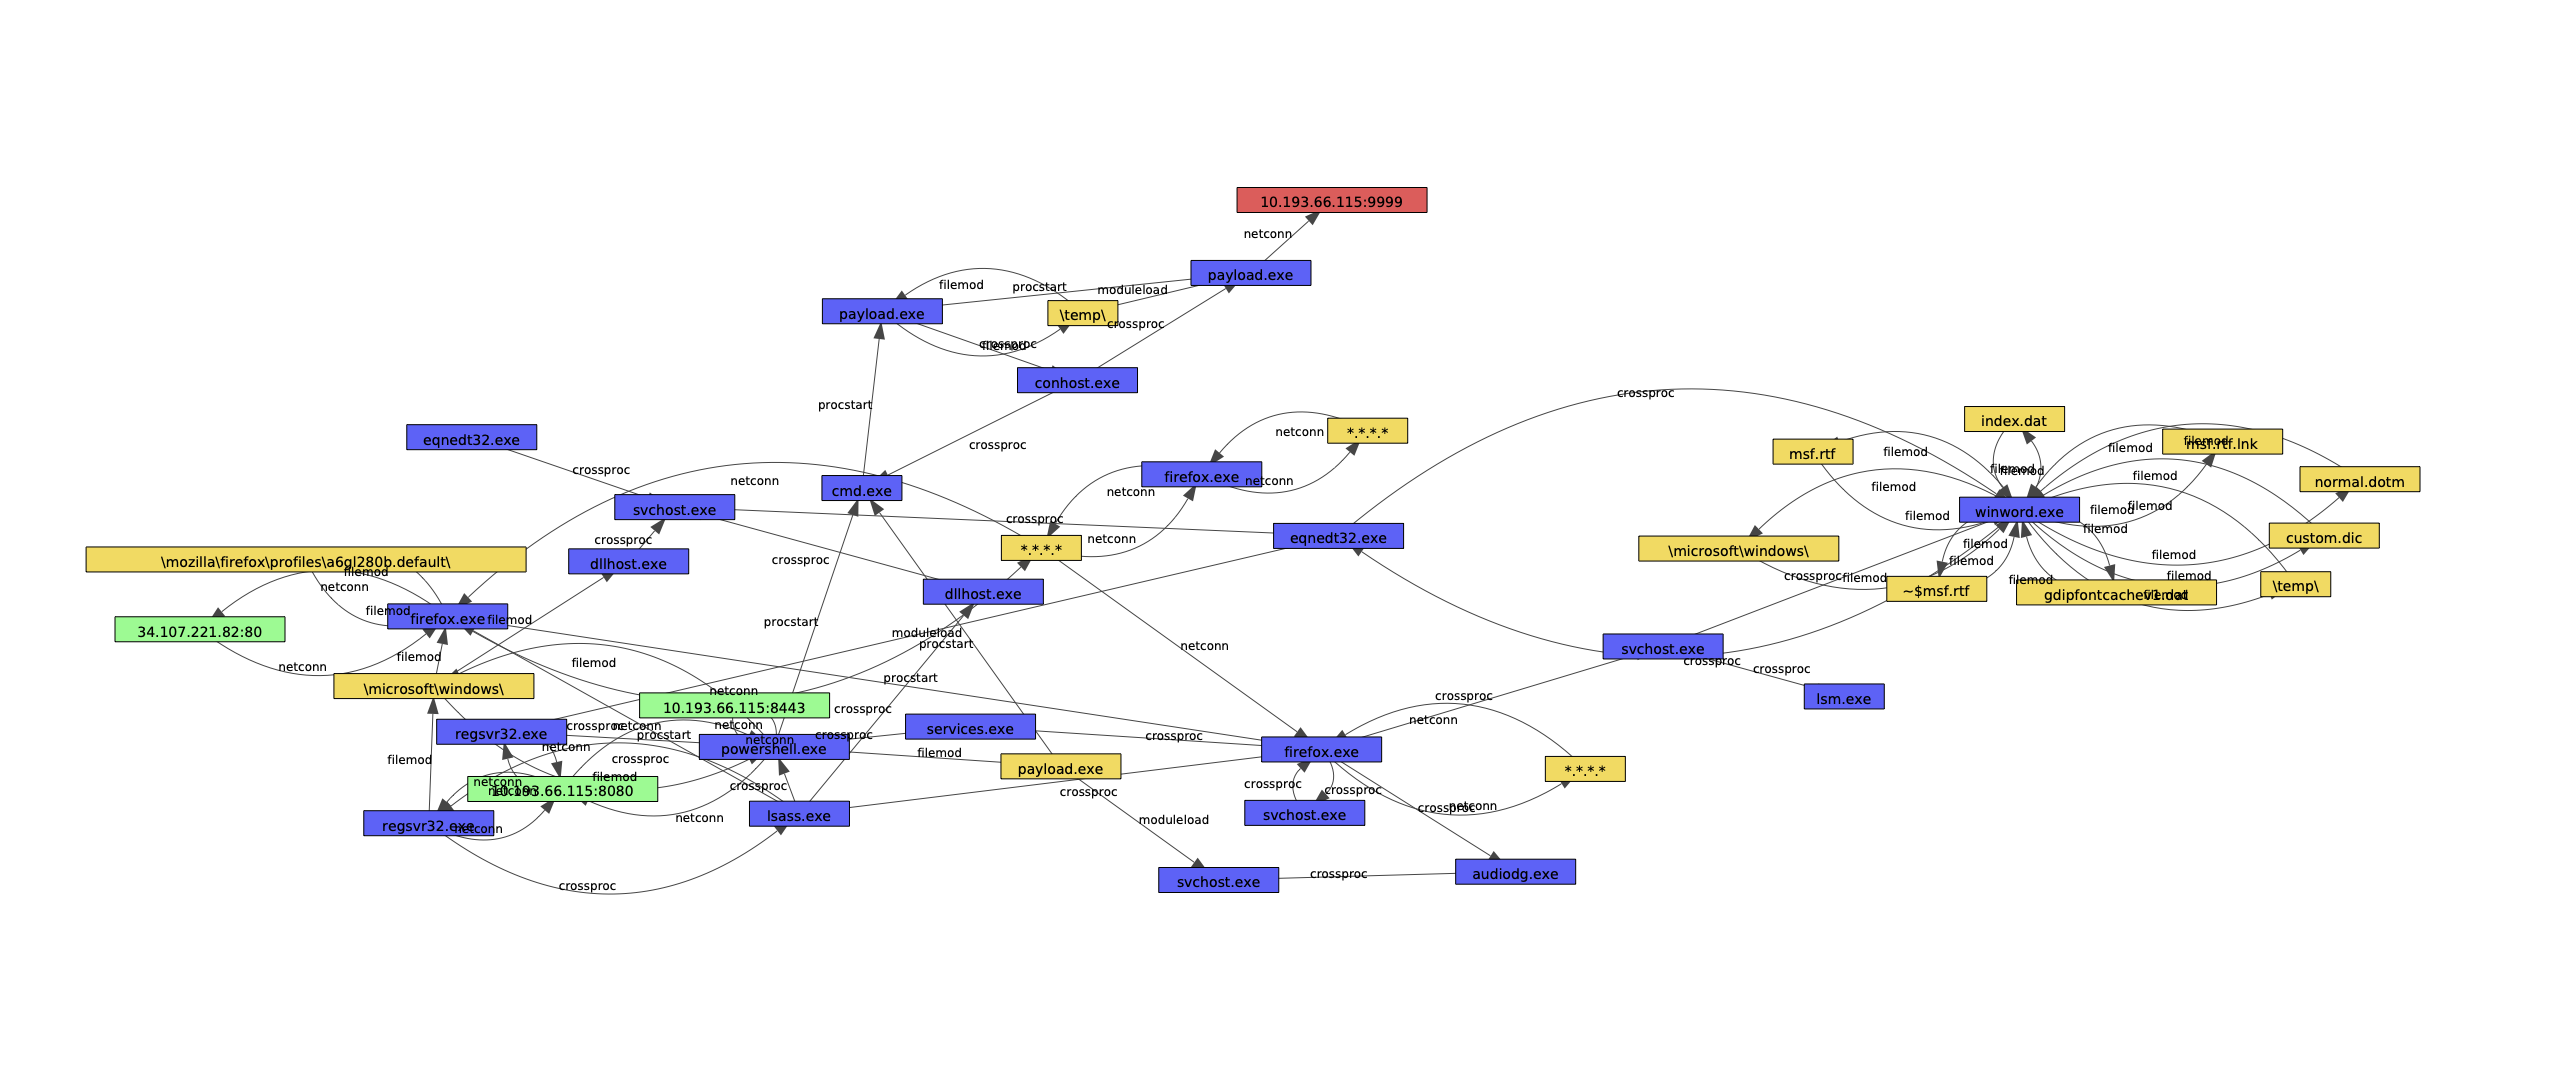 10.193.66.115:9999
netconn
payload.exe
filemod
procstart
moduleload
payload.exe
\temp\
crossproc
crossproc
filemod
conhost.exe
crossproc
procstart
index.dat
msf.rtf
filemod
filemod
filemod
msf.rtf.lnk
*.*.*.*
netconn
eqnedt32.exe
crossproc
crossproc
firefox.exe
netconn
filemod
filemod
filemod
filemod
normal.dotm
netconn
netconn
cmd.exe
filemod
filemod
filemod
svchost.exe
crossproc
winword.exe
filemod
filemod
eqnedt32.exe
custom.dic
crossproc
netconn
*.*.*.*
\microsoft\windows\
filemod
filemod
\mozilla\firefox\profiles\a6gl280b.default\
dllhost.exe
crossproc
filemod
filemod
crossproc
filemod
filemod
filemod
\temp\
netconn
dllhost.exe
~$msf.rtf
gdipfontcachev1.dat
filemod
filemod
firefox.exe
filemod
procstart
34.107.221.82:80
moduleload
procstart
netconn
svchost.exe
netconn
filemod
filemod
crossproc
crossproc
procstart
\microsoft\windows\
netconn
lsm.exe
10.193.66.115:8443
crossproc
crossproc
netconn
crossproc
netconn
netconn
services.exe
regsvr32.exe
procstart
crossproc
crossproc
netconn
powershell.exe
netconn
filemod
firefox.exe
filemod
crossproc
payload.exe
*.*.*.*
filemod
netconn
crossproc
crossproc
10.193.66.115:8080
netconn
crossproc
crossproc
crossproc
netconn
lsass.exe
svchost.exe
netconn
moduleload
regsvr32.exe
netconn
audiodg.exe
crossproc
svchost.exe
crossproc